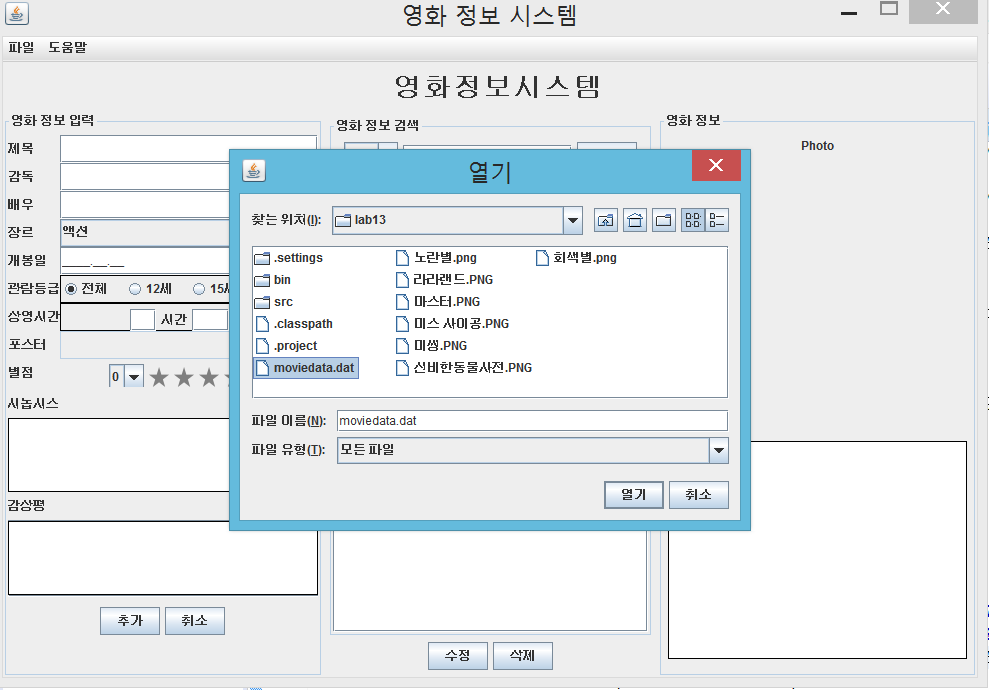 영화 정보 시스템
파일 도움말
영화정보시스템
영화 정보 입력
제목
감독
배우
장르 액션
개봉일 ____.__.__
관람등급 전체 12세 15세
상영시간 시간
포스터
별점 0
시놉시스
감상평
추가 취소
영화 정보 검색
수정 삭제
영화 정보
Photo
열기
찾는 위치(I): lab13
.settings
bin
src
.classpath
.project
moviedata.dat
노란별.png
라라랜드.PNG
마스터.PNG
미스 사이공.PNG
미씽.PNG
신비한동물사전.PNG
회색별.png
파일 이름(N): moviedata.dat
파일 유형(T): 모든 파일
열기 취소